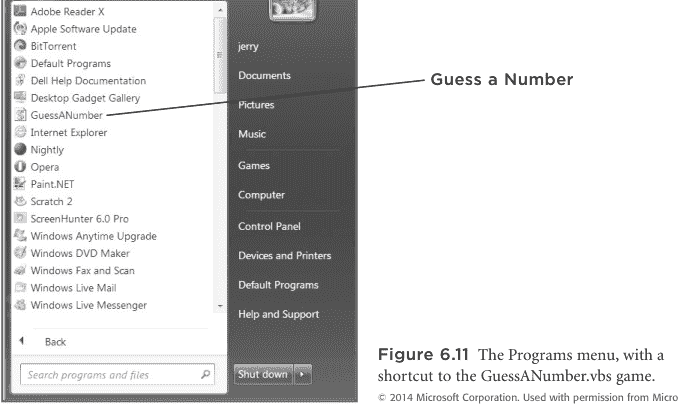 Adobe Reader X
Apple Software Update
BitTorrent
Default Programs
Dell Help Documentation
Desktop Gadget Gallery
GuessANumber
Internet Explorer
Nightly
Opera
Paint.NET
Scratch 2
ScreenHunter 6.0 Pro
Windows Anytime Upgrade
Windows DVD Maker
Windows Fax and Scan
Windows Live Mail
Windows Live Messenger
Back
Search programs and files
jerry
Documents
Pictures
Music
Games
Computer
Control Panel
Devices and Printers
Default Programs
Help and Support
Shut down
Guess a Number
Figure 6.11 The Programs menu, with a
shortcut to the GuessANumber.vbs game.
© 2014 Microsoft Corporation. Used with permission from Micro